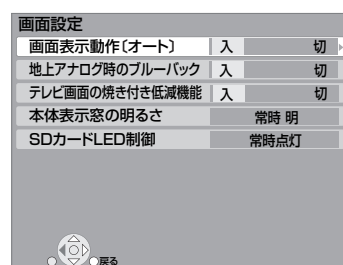 画面設定
画面表示動作〔オート〕 入 切
地上アナログ時のブルーバック 入 切
テレビ画面の焼き付き低減機能 入 切
本体表示窓の明るさ 常時 明
SDカードLED制御 常時点灯
戻る